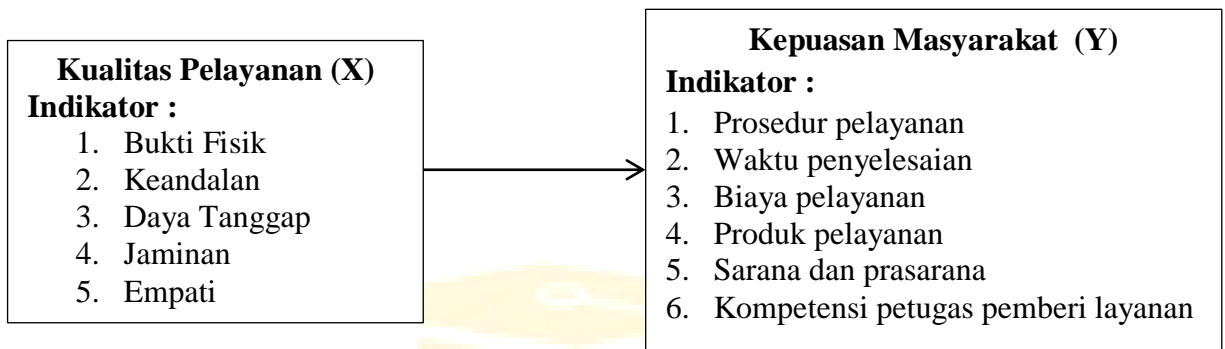 Kualitas Pelayanan (X)
Indikator :
1. Bukti Fisik
2. Keandalan
3. Daya Tanggap
4. Jaminan
5. Empati
Kepuasan Masyarakat (Y)
Indikator :
1. Prosedur pelayanan
2. Waktu penyelesaian
3. Biaya pelayanan
4. Produk pelayanan
5. Sarana dan prasarana
6. Kompetensi petugas pemberi layanan